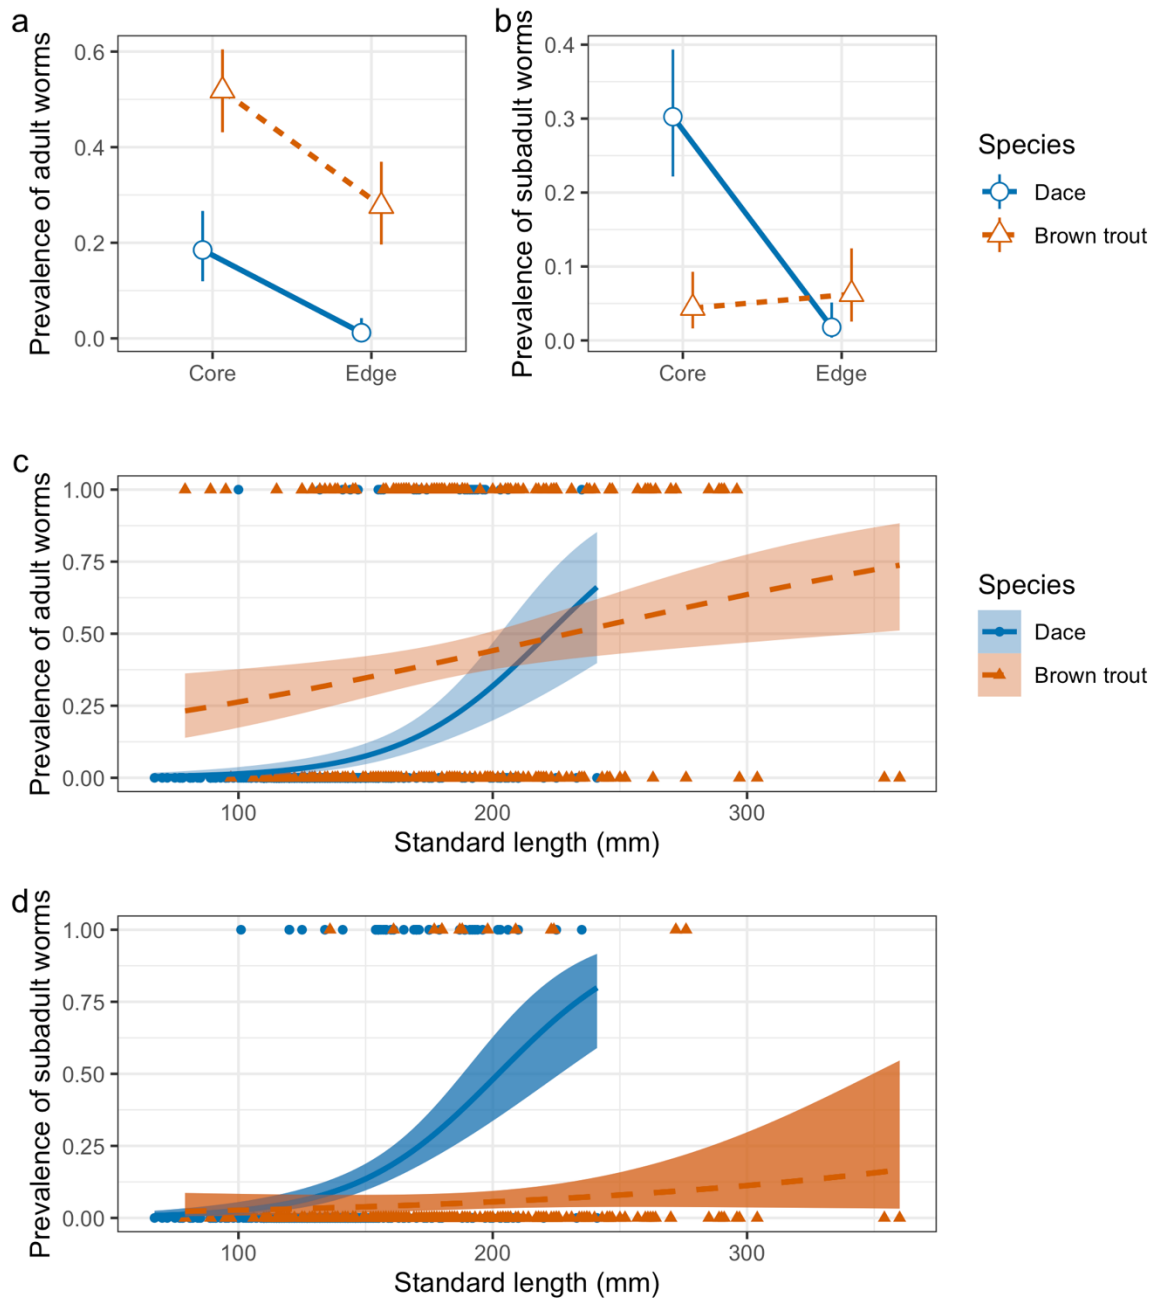 a
Prevalence of adult worms
0.6
0.4
0.2
0.0
Core
Edge
b
Prevalence of subadult worms
0.4
0.3
0.2
0.1
0.0
Core
Edge
Species
Dace
Brown trout
c
Prevalence of adult worms
1.00
0.75
0.50
0.25
0.00
100
200
300
Standard length (mm)
Species
Dace
Brown trout
d
Prevalence of subadult worms
1.00
0.75
0.50
0.25
0.00
100
200
300
Standard length (mm)